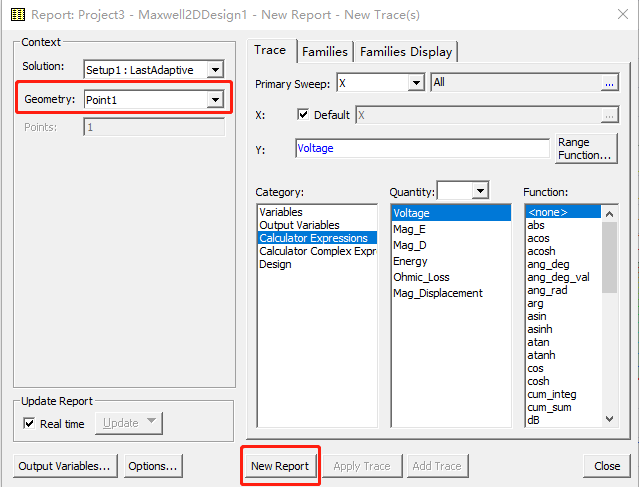 Report: Project3 - Maxwell2DDesign1 - New Report - New Trace(s)
Context
Solution: Setup1 : LastAdaptive
Geometry: Point1
Points: 1
Update Report
Real time Update
Output Variables... Options...
Trace Families Families Display
Primary Sweep: X All ...
X: Default X ...
Y: Voltage Range Function...
Category:
Variables
Output Variables
Calculator Expressions
Calculator Complex Expr
Design
Quantity:
Voltage
Mag_E
Mag_D
Energy
Ohmic_Loss
Mag_Displacement
Function:
<none>
abs
acos
acosh
ang_deg
ang_deg_val
ang_rad
arg
asin
asinh
atan
atanh
cos
cosh
cum_integ
cum_sum
dB
New Report Apply Trace Add Trace Close